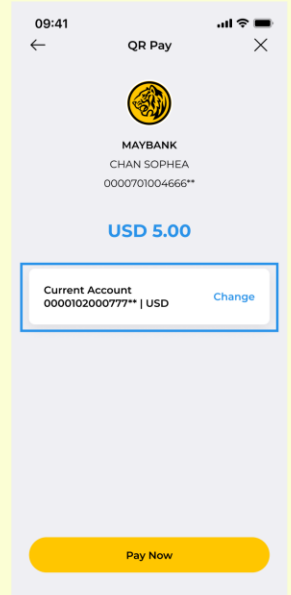 09:41
QR Pay
MAYBANK
CHAN SOPHEA
0000701004666**
USD 5.00
Current Account
0000102000777** | USD
Change
Pay Now